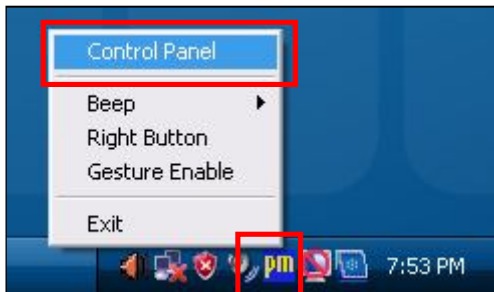 Control Panel
Beep
Right Button
Gesture Enable
Exit
pm 7:53 PM